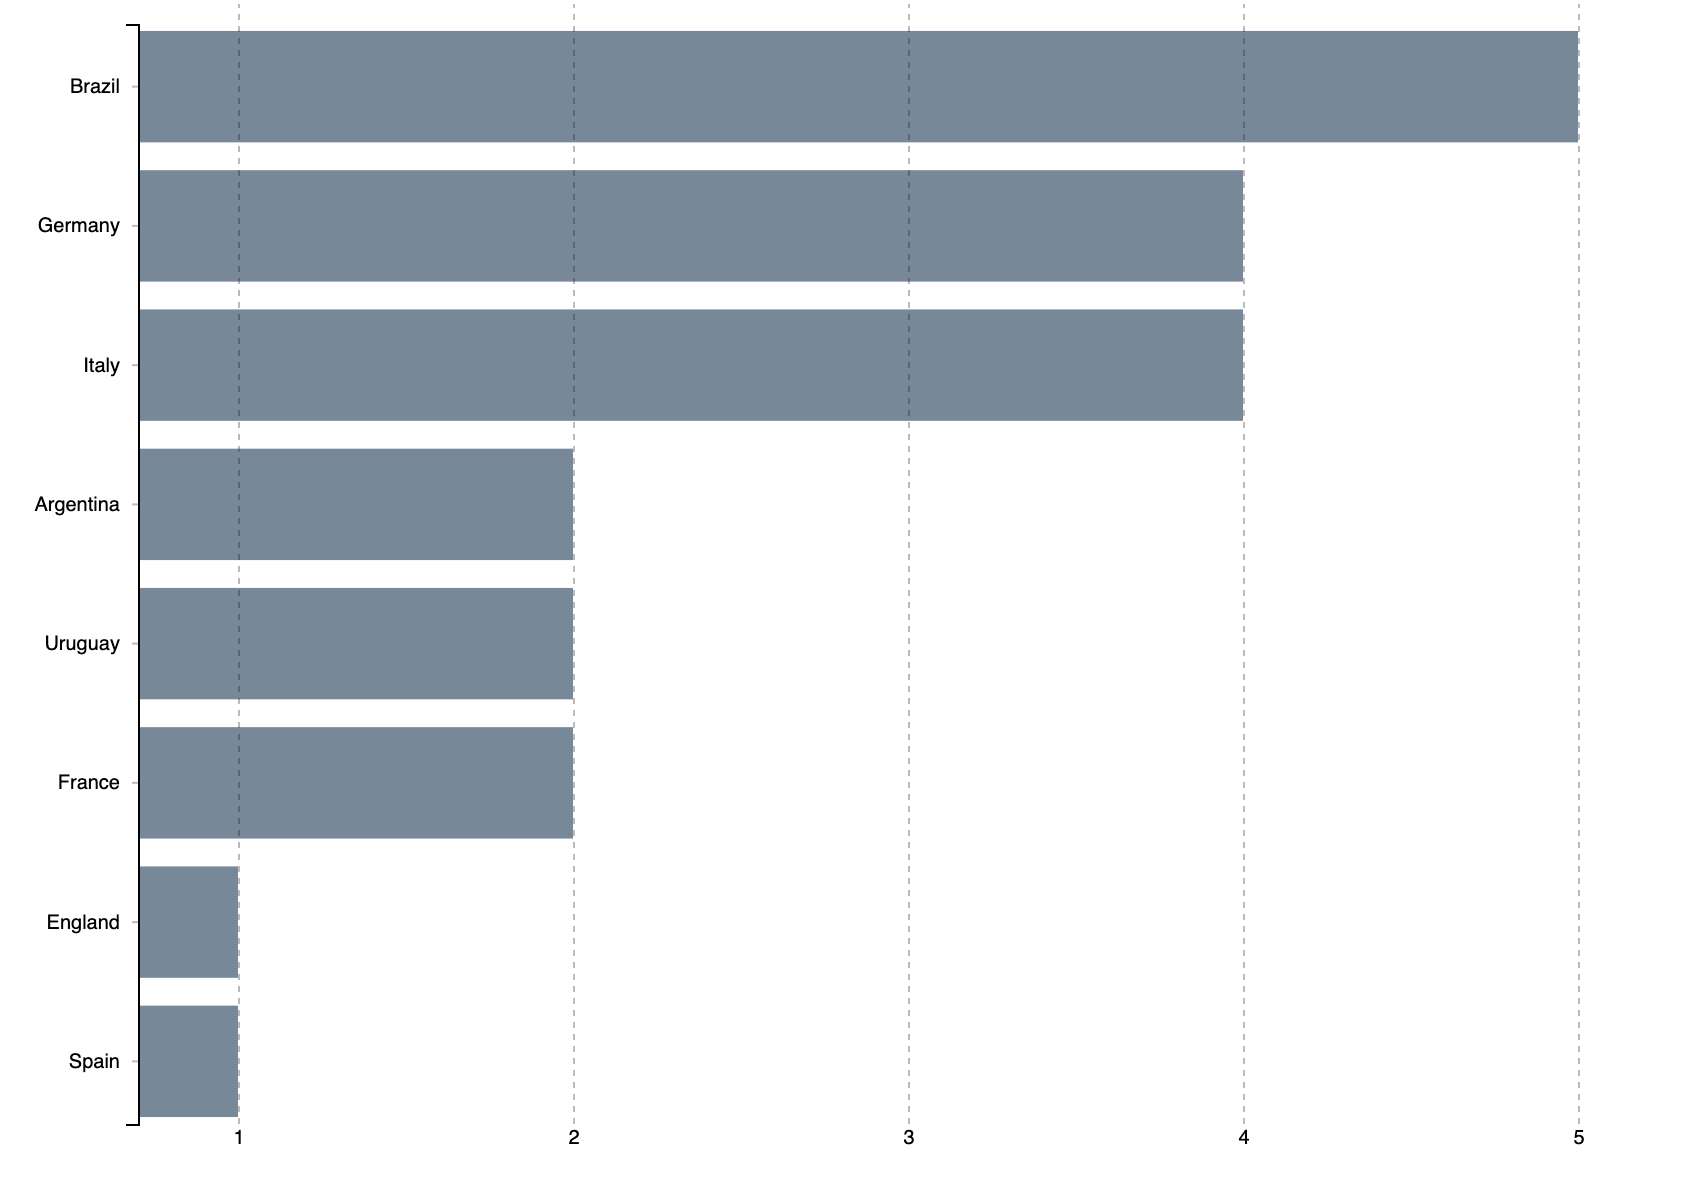 Brazil
Germany
Italy
Argentina
Uruguay
France
England
Spain
1 2 3 4 5